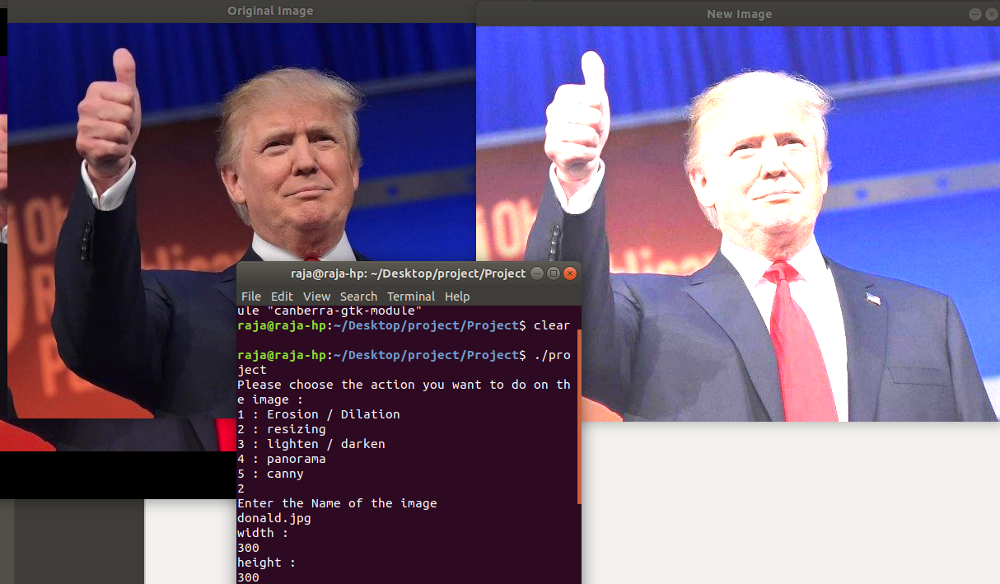 Original Image
New Image
raja@raja-hp: ~/Desktop/project/Project
File Edit View Search Terminal Help
ule "canberra-gtk-module"
raja@raja-hp:~/Desktop/project/Project$ clear
raja@raja-hp:~/Desktop/project/Project$ ./pro
ject
Please choose the action you want to do on th
e image :
1 : Erosion / Dilation
2 : resizing
3 : lighten / darken
4 : panorama
5 : canny
2
Enter the Name of the image
donald.jpg
width :
300
height :
300